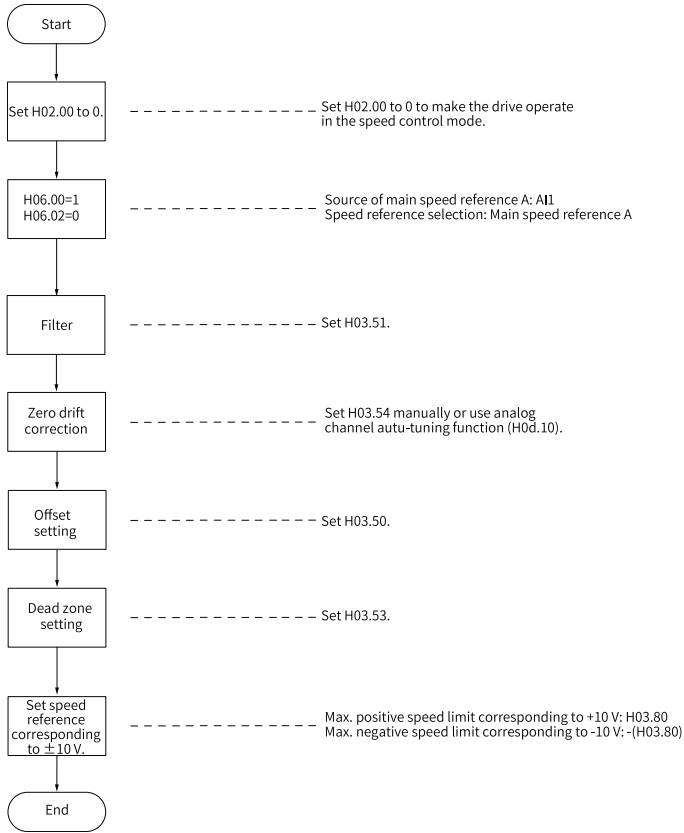 Start
Set H02.00 to 0.
Set H02.00 to 0 to make the drive operate
in the speed control mode.
H06.00=1
H06.02=0
Source of main speed reference A: AI1
Speed reference selection: Main speed reference A
Filter
Set H03.51.
Zero drift
correction
Set H03.54 manually or use analog
channel autu-tuning function (H0d.10).
Offset
setting
Set H03.50.
Dead zone
setting
Set H03.53.
Set speed
reference
corresponding
to ±10 V.
Max. positive speed limit corresponding to +10 V: H03.80
Max. negative speed limit corresponding to -10 V: -(H03.80)
End